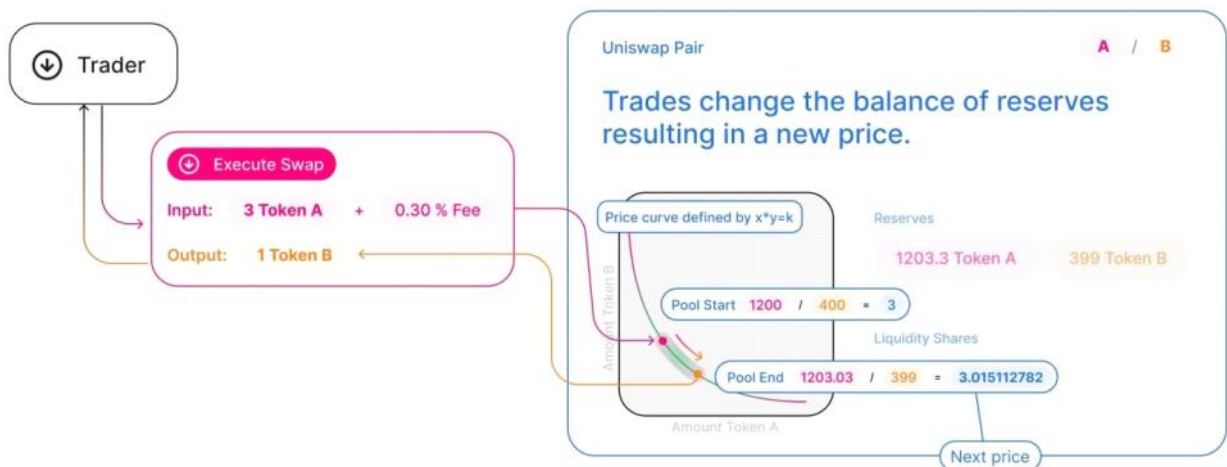 Trader
Execute Swap
Input: 3 Token A + 0.30 % Fee
Output: 1 Token B
Uniswap Pair
A / B
Trades change the balance of reserves
resulting in a new price.
Price curve defined by x*y=k
Reserves
1203.3 Token A 399 Token B
Amount Token B
Pool Start 1200 / 400 = 3
Liquidity Shares
Pool End 1203.03 / 399 = 3.015112782
Amount Token A
Next price